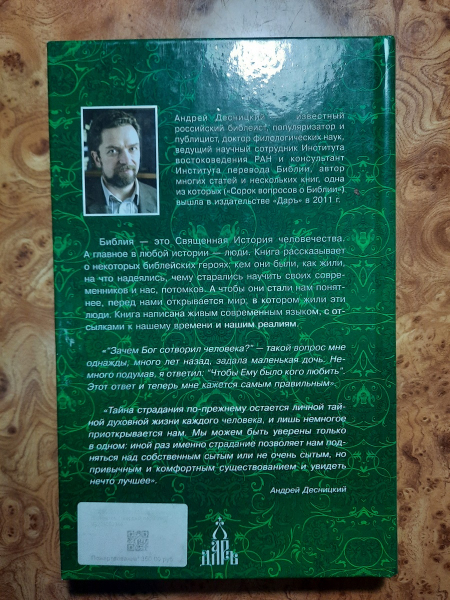 Андрей Десницкий — известный
российский библеист, популяризатор и
публицист, доктор филологических наук,
ведущий научный сотрудник Института
востоковедения РАН и консультант
Института перевода Библии, автор
многих статей и нескольких книг, одна
из которых («Сорок вопросов о Библии»)
вышла в издательстве «Даръ» в 2011 г.
Библия — это Священная История человечества.
А главное в любой истории — люди. Книга рассказывает
о некоторых библейских героях: кем они были, как жили,
на что надеялись, чему старались научить своих совре-
менников и нас, потомков. А чтобы они стали нам понят-
нее, перед нами открывается мир, в котором жили эти
люди. Книга написана живым современным языком, с от-
сылками к нашему времени и нашим реалиям.
«"Зачем Бог сотворил человека?" — такой вопрос мне
однажды, много лет назад, задала маленькая дочь. Не-
много подумав, я ответил: "Чтобы Ему было кого любить".
Этот ответ и теперь мне кажется самым правильным».
«Тайна страдания по-прежнему остается личной тай-
ной духовной жизни каждого человека, и лишь немногое
приоткрывается нам. Мы можем быть уверены только
в одном: иной раз именно страдание позволяет нам под-
няться над собственным сытым или не очень сытым, но
привычным и комфортным существованием и увидеть
нечто лучшее».
Андрей Десницкий
ДАРЪ